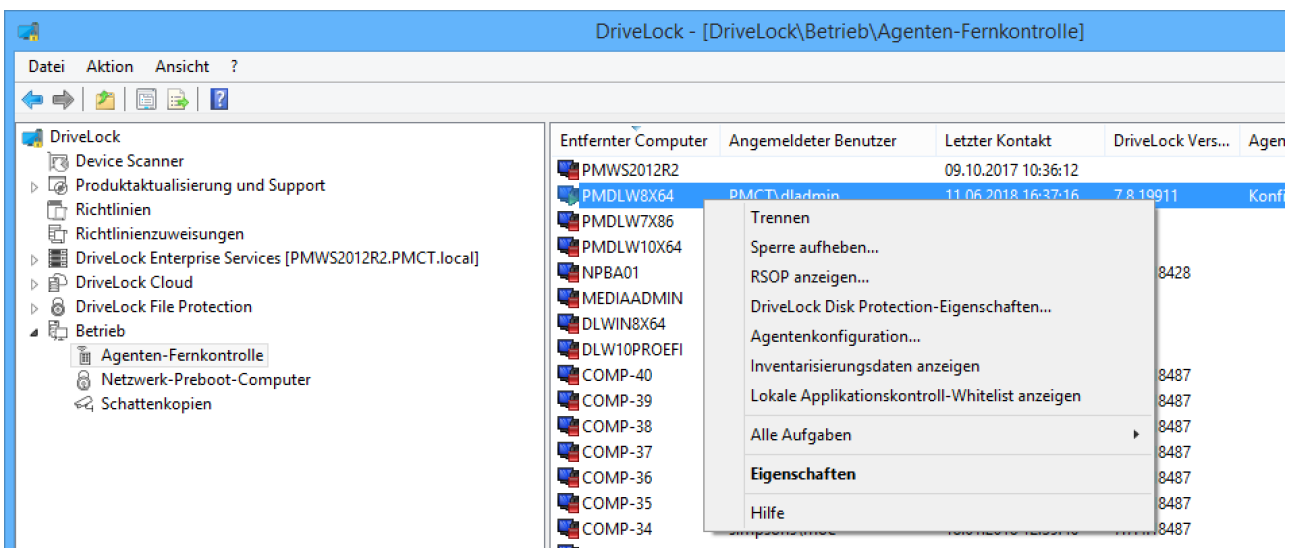 DriveLock - [DriveLock\Betrieb\Agenten-Fernkontrolle]
Datei Aktion Ansicht ?
DriveLock
Device Scanner
Produktaktualisierung und Support
Richtlinien
Richtlinienzuweisungen
DriveLock Enterprise Services [PMWS2012R2.PMCT.local]
DriveLock Cloud
DriveLock File Protection
Betrieb
Agenten-Fernkontrolle
Netzwerk-Preboot-Computer
Schattenkopien
Entfernter Computer Angemeldeter Benutzer Letzter Kontakt DriveLock Vers... Agen
PMWS2012R2 09.10.2017 10:36:12
PMDLW8X64 PMCT\dladmin 11.06.2018 16:37:16 7.8.19911 Konfi
PMDLW7X86
PMDLW10X64
NPBA01 8428
MEDIAADMIN
DLWIN8X64
DLW10PROEFI
COMP-40 8487
COMP-39 8487
COMP-38 8487
COMP-37 8487
COMP-36 8487
COMP-35 8487
COMP-34 8487
Trennen
Sperre aufheben...
RSOP anzeigen...
DriveLock Disk Protection-Eigenschaften...
Agentenkonfiguration...
Inventarisierungsdaten anzeigen
Lokale Applikationskontroll-Whitelist anzeigen
Alle Aufgaben
Eigenschaften
Hilfe